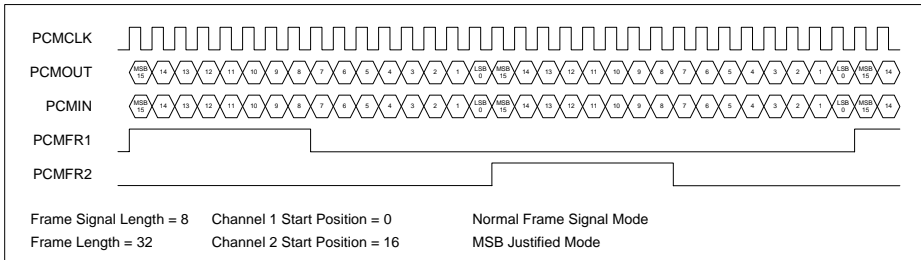 PCMCLK
PCMOUT MSB 15 14 13 12 11 10 9 8 7 6 5 4 3 2 1 LSB 0 MSB 15 14 13 12 11 10 9 8 7 6 5 4 3 2 1 LSB 0 MSB 15 14
PCMIN MSB 15 14 13 12 11 10 9 8 7 6 5 4 3 2 1 LSB 0 MSB 15 14 13 12 11 10 9 8 7 6 5 4 3 2 1 LSB 0 MSB 15 14
PCMFR1
PCMFR2
Frame Signal Length = 8 Channel 1 Start Position = 0 Normal Frame Signal Mode
Frame Length = 32 Channel 2 Start Position = 16 MSB Justified Mode